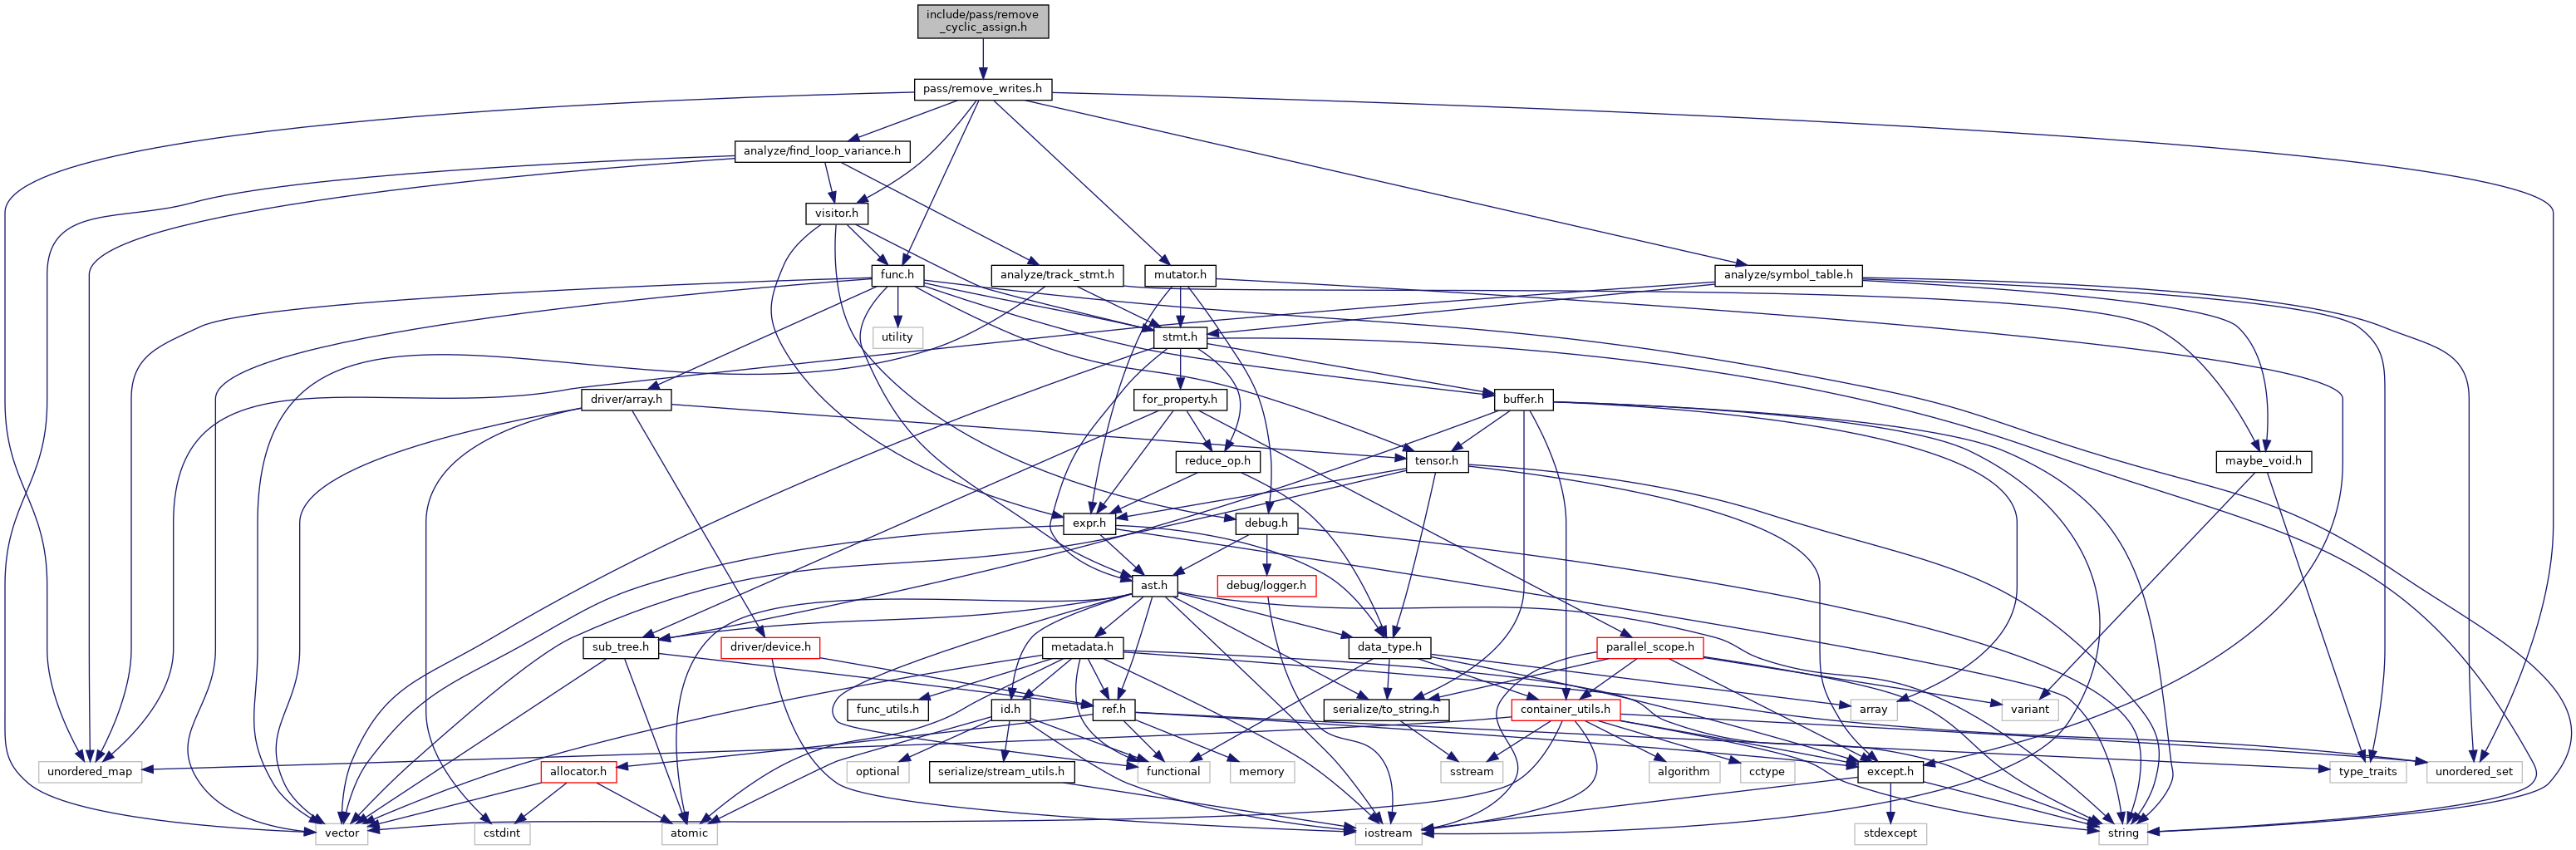 include/pass/remove
_cyclic_assign.h
pass/remove_writes.h
analyze/find_loop_variance.h
visitor.h
func.h
analyze/track_stmt.h
mutator.h
analyze/symbol_table.h
utility
stmt.h
driver/array.h
for_property.h
buffer.h
reduce_op.h
tensor.h
maybe_void.h
expr.h
debug.h
ast.h
debug/logger.h
sub_tree.h
driver/device.h
metadata.h
data_type.h
parallel_scope.h
func_utils.h
id.h
ref.h
serialize/to_string.h
container_utils.h
array
variant
unordered_map
allocator.h
optional
serialize/stream_utils.h
functional
memory
sstream
algorithm
cctype
except.h
type_traits
unordered_set
vector
cstdint
atomic
iostream
stdexcept
string